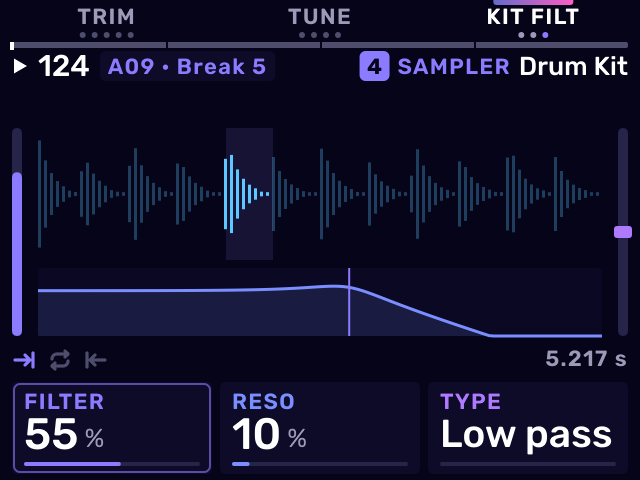 TRIM TUNE KIT FILT
124 A09 • Break 5 4 SAMPLER Drum Kit
5.217 s
FILTER RESO TYPE
55 % 10 % Low pass